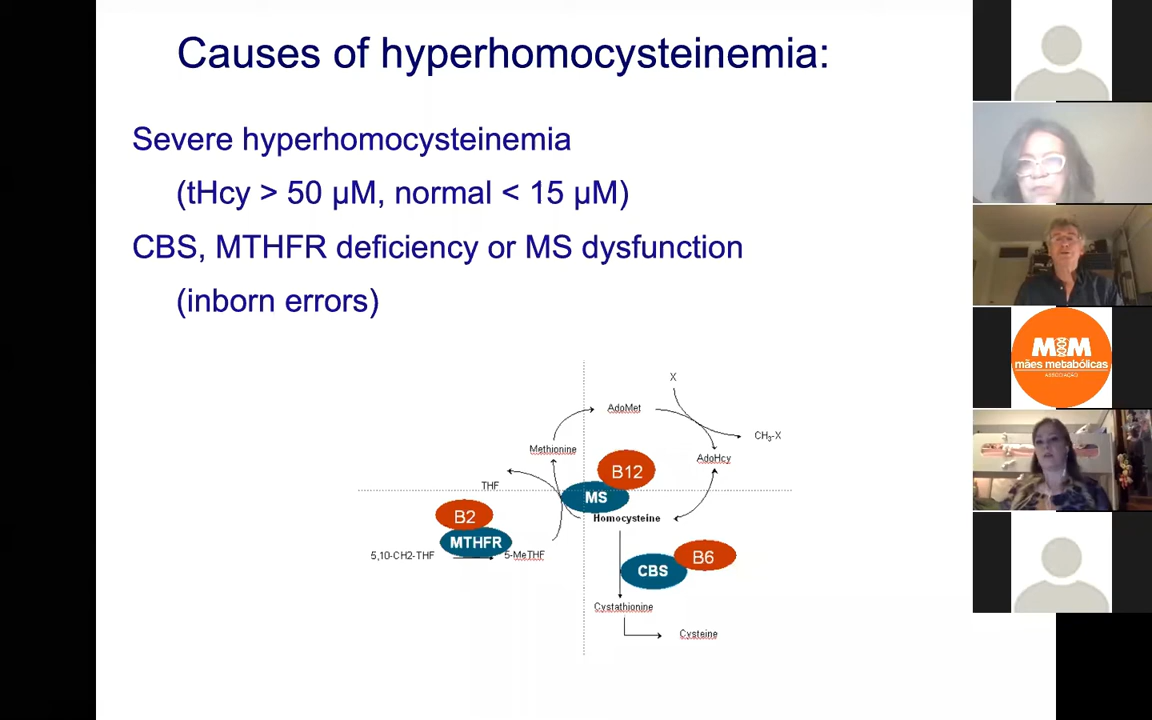 Causes of hyperhomocysteinemia:
Severe hyperhomocysteinemia
(tHcy > 50 µM, normal < 15 µM)
CBS, MTHFR deficiency or MS dysfunction
(inborn errors)
X
AdoMet
CH3-X
Methionine
AdoHcy
B12
THF
MS
B2
Homocysteine
MTHFR
5,10-CH2-THF
5-MeTHF
B6
CBS
Cystathionine
Cysteine
M M
mães metabólicas
ASSOCIAÇÃO